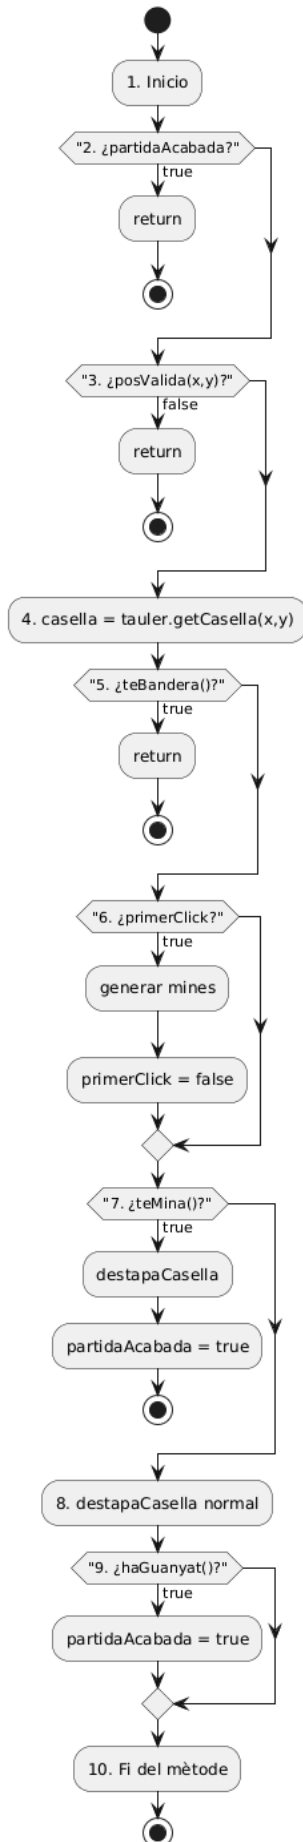 1. Inicio
"2. ¿partidaAcabada?"
true
return
"3. ¿posValida(x,y)?"
false
return
4. casella = tauler.getCasella(x,y)
"5. ¿teBandera()?"
true
return
"6. ¿primerClick?"
true
generar mines
primerClick = false
"7. ¿teMina()?"
true
destapaCasella
partidaAcabada = true
8. destapaCasella normal
"9. ¿haGuanyat()?"
true
partidaAcabada = true
10. Fi del mètode